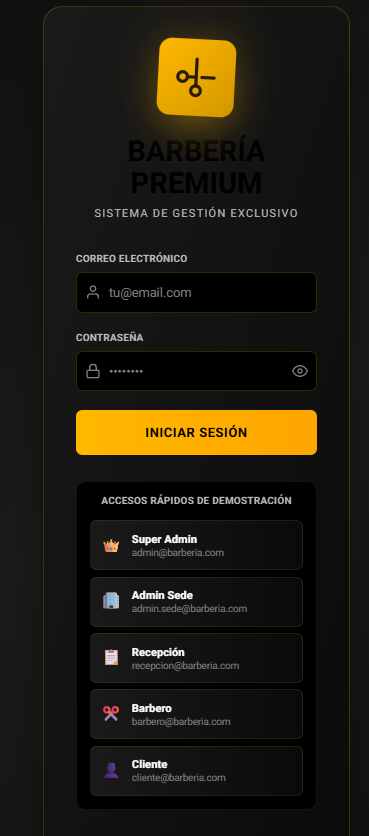 BARBERÍA
PREMIUM
SISTEMA DE GESTIÓN EXCLUSIVO
CORREO ELECTRÓNICO
tu@email.com
CONTRASEÑA
••••••••
INICIAR SESIÓN
ACCESOS RÁPIDOS DE DEMOSTRACIÓN
Super Admin
admin@barberia.com
Admin Sede
admin.sede@barberia.com
Recepción
recepcion@barberia.com
Barbero
barbero@barberia.com
Cliente
cliente@barberia.com